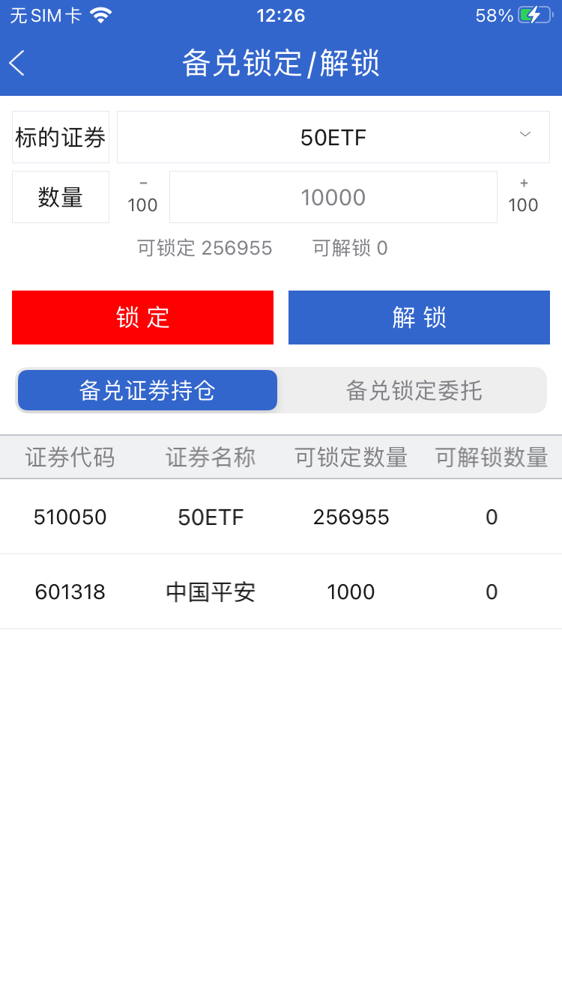 无SIM卡 12:26 58%
备兑锁定/解锁
标的证券 50ETF
数量 − 100 10000 + 100
可锁定 256955 可解锁 0
锁 定 解 锁
备兑证券持仓 备兑锁定委托
证券代码 证券名称 可锁定数量 可解锁数量
510050 50ETF 256955 0
601318 中国平安 1000 0